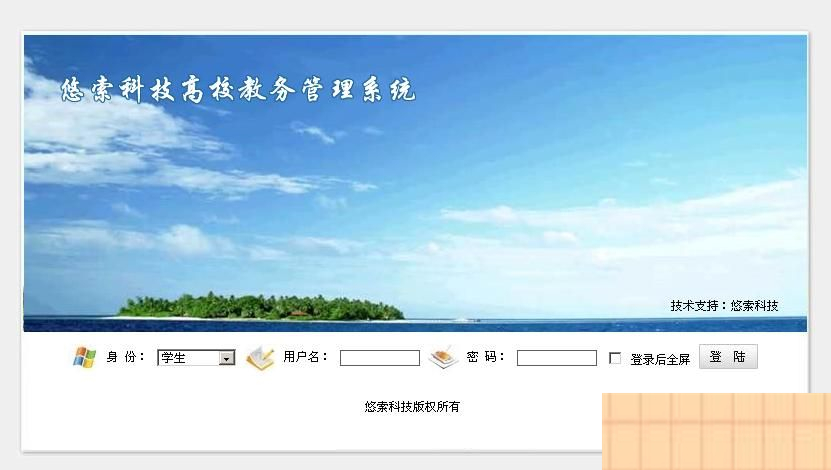 悠索科技高校教务管理系统
技术支持：悠索科技
身 份： 学生 用户名： 密 码： 登录后全屏 登 陆
悠索科技版权所有